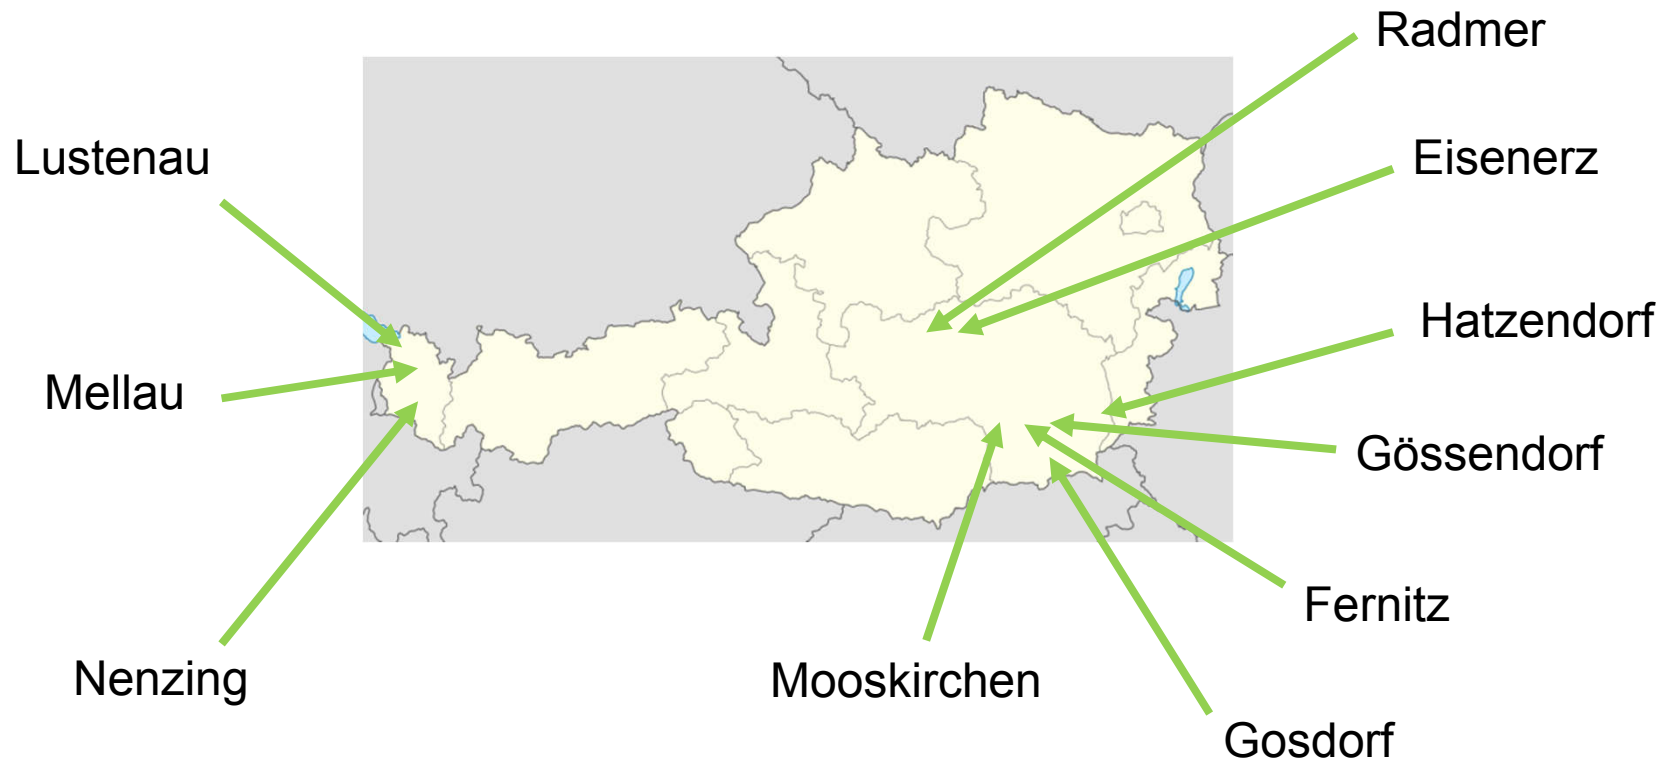 Radmer
Lustenau
Eisenerz
Hatzendorf
Mellau
Gössendorf
Fernitz
Nenzing
Mooskirchen
Gosdorf